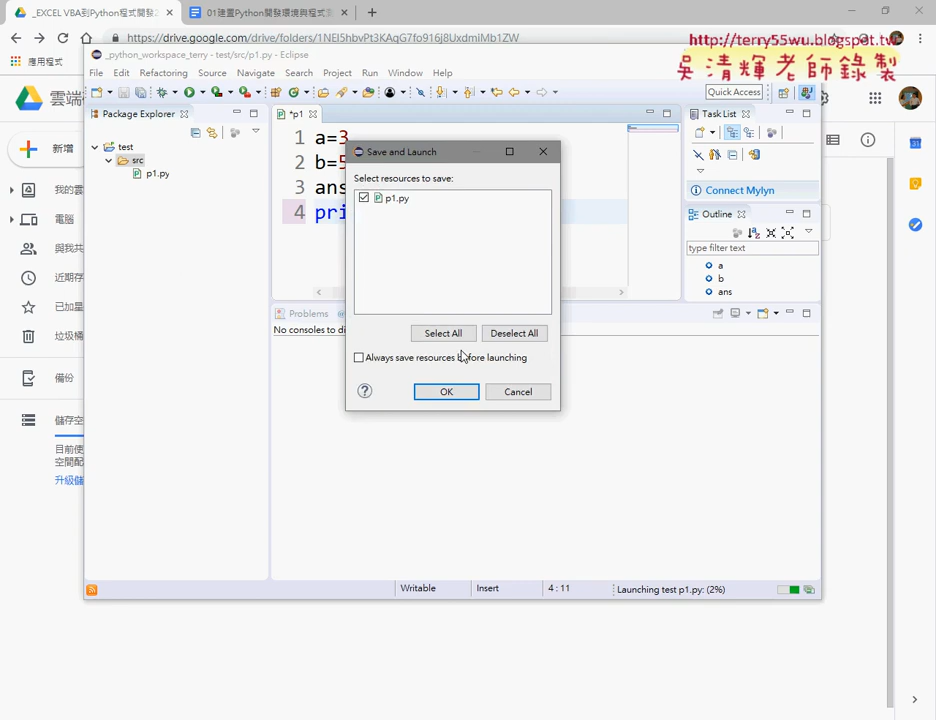 _EXCEL VBA到Python程式開發2
01建置Python開發環境與程式測
https://drive.google.com/drive/folders/1NEI5hbvPt3KAqG7fo916j8UxdmiMb1ZW
http://terry55wu.blogspot.tw
吳清輝老師錄製
應用程式
雲端
新增
我的雲
電腦
與我共
近期存
已加星
垃圾桶
備份
儲存空
目前使
空間配
升級儲
_python_workspace_terry - test/src/p1.py - Eclipse
File Edit Refactoring Source Navigate Search Project Run Window Help
Quick Access
Package Explorer
test
src
p1.py
*p1
1 a=3
2 b=5
3 ans
4 pri
Save and Launch
Select resources to save:
p1.py
Select All
Deselect All
Always save resources before launching
OK
Cancel
Problems
No consoles to di
Task List
Connect Mylyn
Outline
type filter text
a
b
ans
Writable
Insert
4 : 11
Launching test p1.py: (2%)